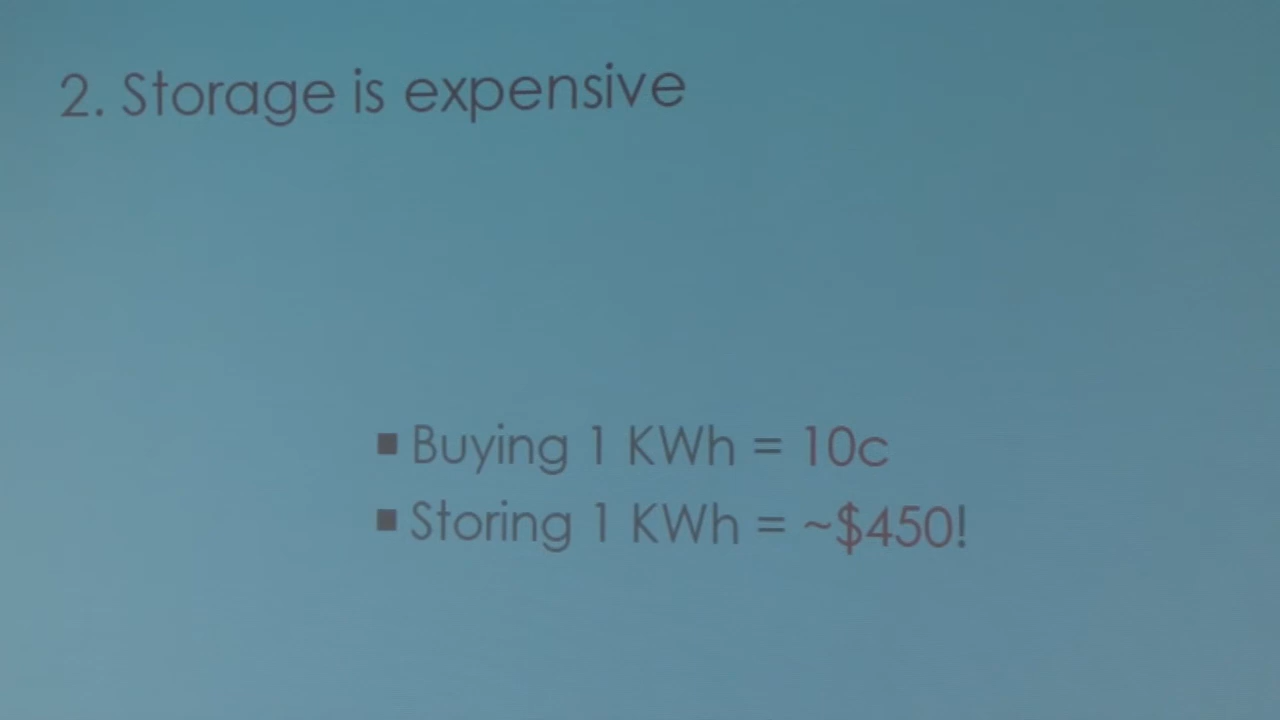 2. Storage is expensive
▪ Buying 1 KWh = 10c
▪ Storing 1 KWh = ~$450!